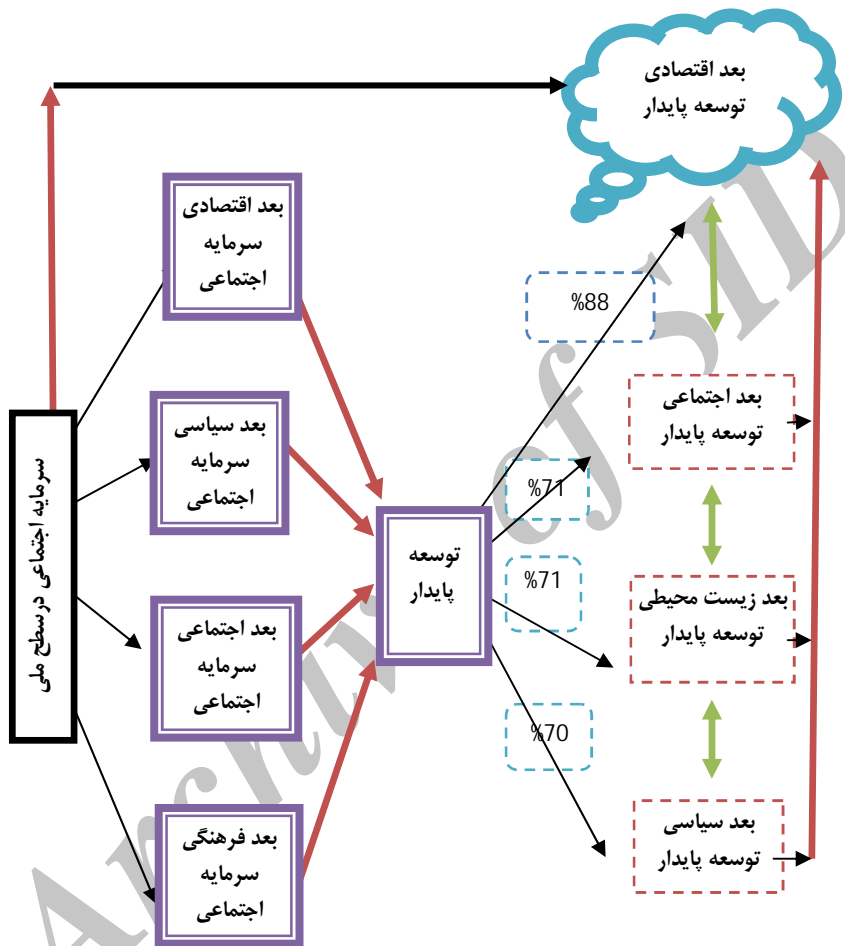 بعد اقتصادی
توسعه پایدار
بعد اقتصادی
سرمایه
اجتماعی
%88
بعد اجتماعی
توسعه پایدار
بعد سیاسی
سرمایه
اجتماعی
%71
توسعه
پایدار
%71
بعد زیست محیطی
توسعه پایدار
سرمایه اجتماعی درسطح ملی
بعد اجتماعی
سرمایه
اجتماعی
%70
بعد سیاسی
توسعه پایدار
بعد فرهنگی
سرمایه
اجتماعی
Archive of SID